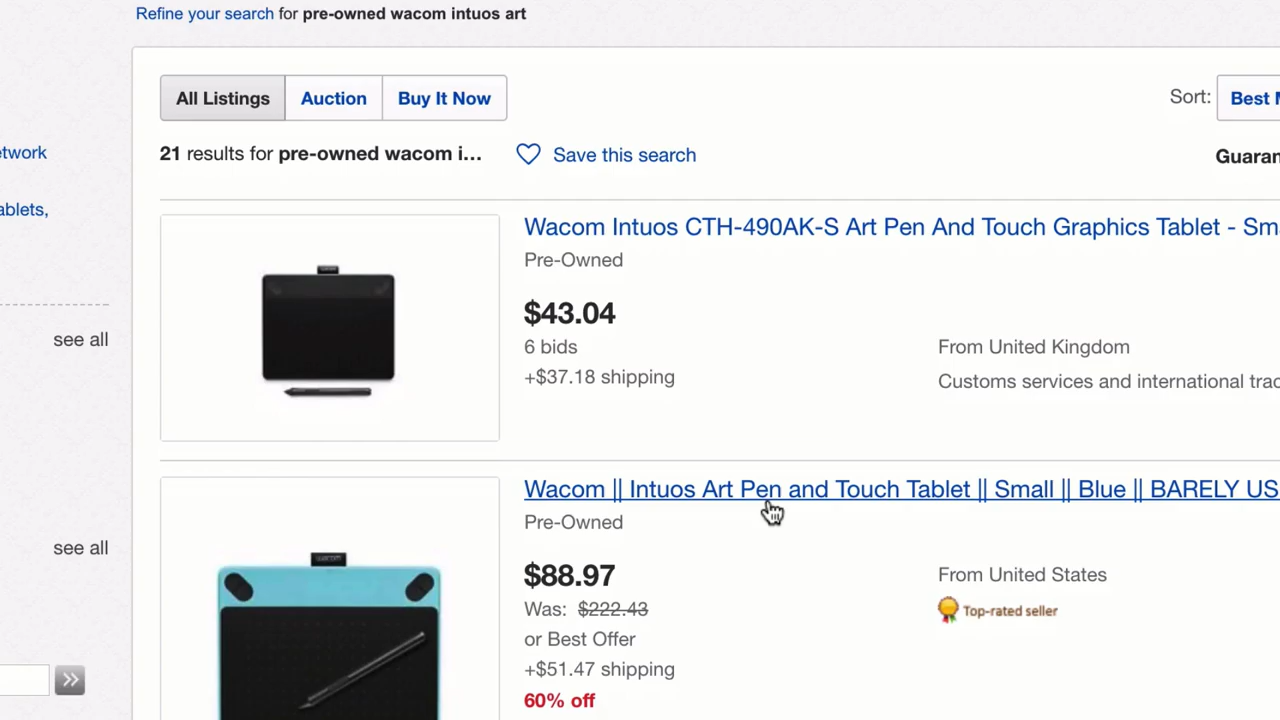 Refine your search for pre-owned wacom intuos art
All Listings Auction Buy It Now
Sort: Best M
etwork
21 results for pre-owned wacom i... Save this search
Guaran
ablets,
Wacom Intuos CTH-490AK-S Art Pen And Touch Graphics Tablet - Sma
Pre-Owned
$43.04
see all
6 bids
From United Kingdom
+$37.18 shipping
Customs services and international trac
Wacom || Intuos Art Pen and Touch Tablet || Small || Blue || BARELY US
Pre-Owned
see all
$88.97
From United States
Was: $222.43
Top-rated seller
or Best Offer
+$51.47 shipping
60% off